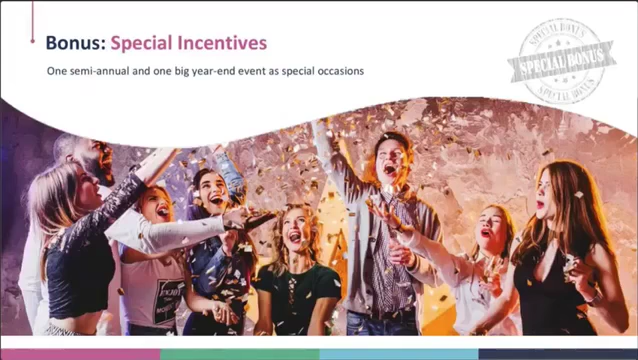 Bonus: Special Incentives
SPECIAL BONUS
SPECIAL BONUS
SPECIAL BONUS
One semi-annual and one big year-end event as special occasions
ENJOY